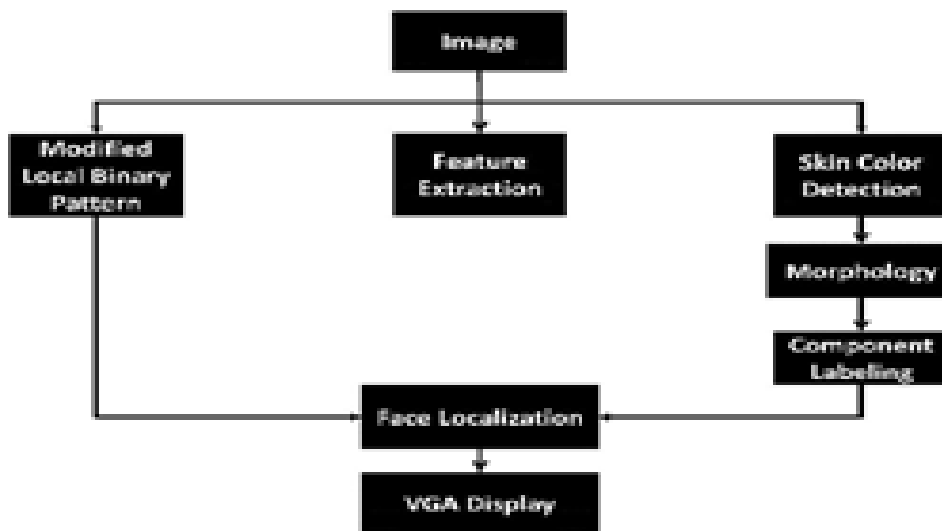 Image
Modified
Local Binary
Pattern
Feature
Extraction
Skin Color
Detection
Morphology
Component
Labeling
Face Localization
VGA Display